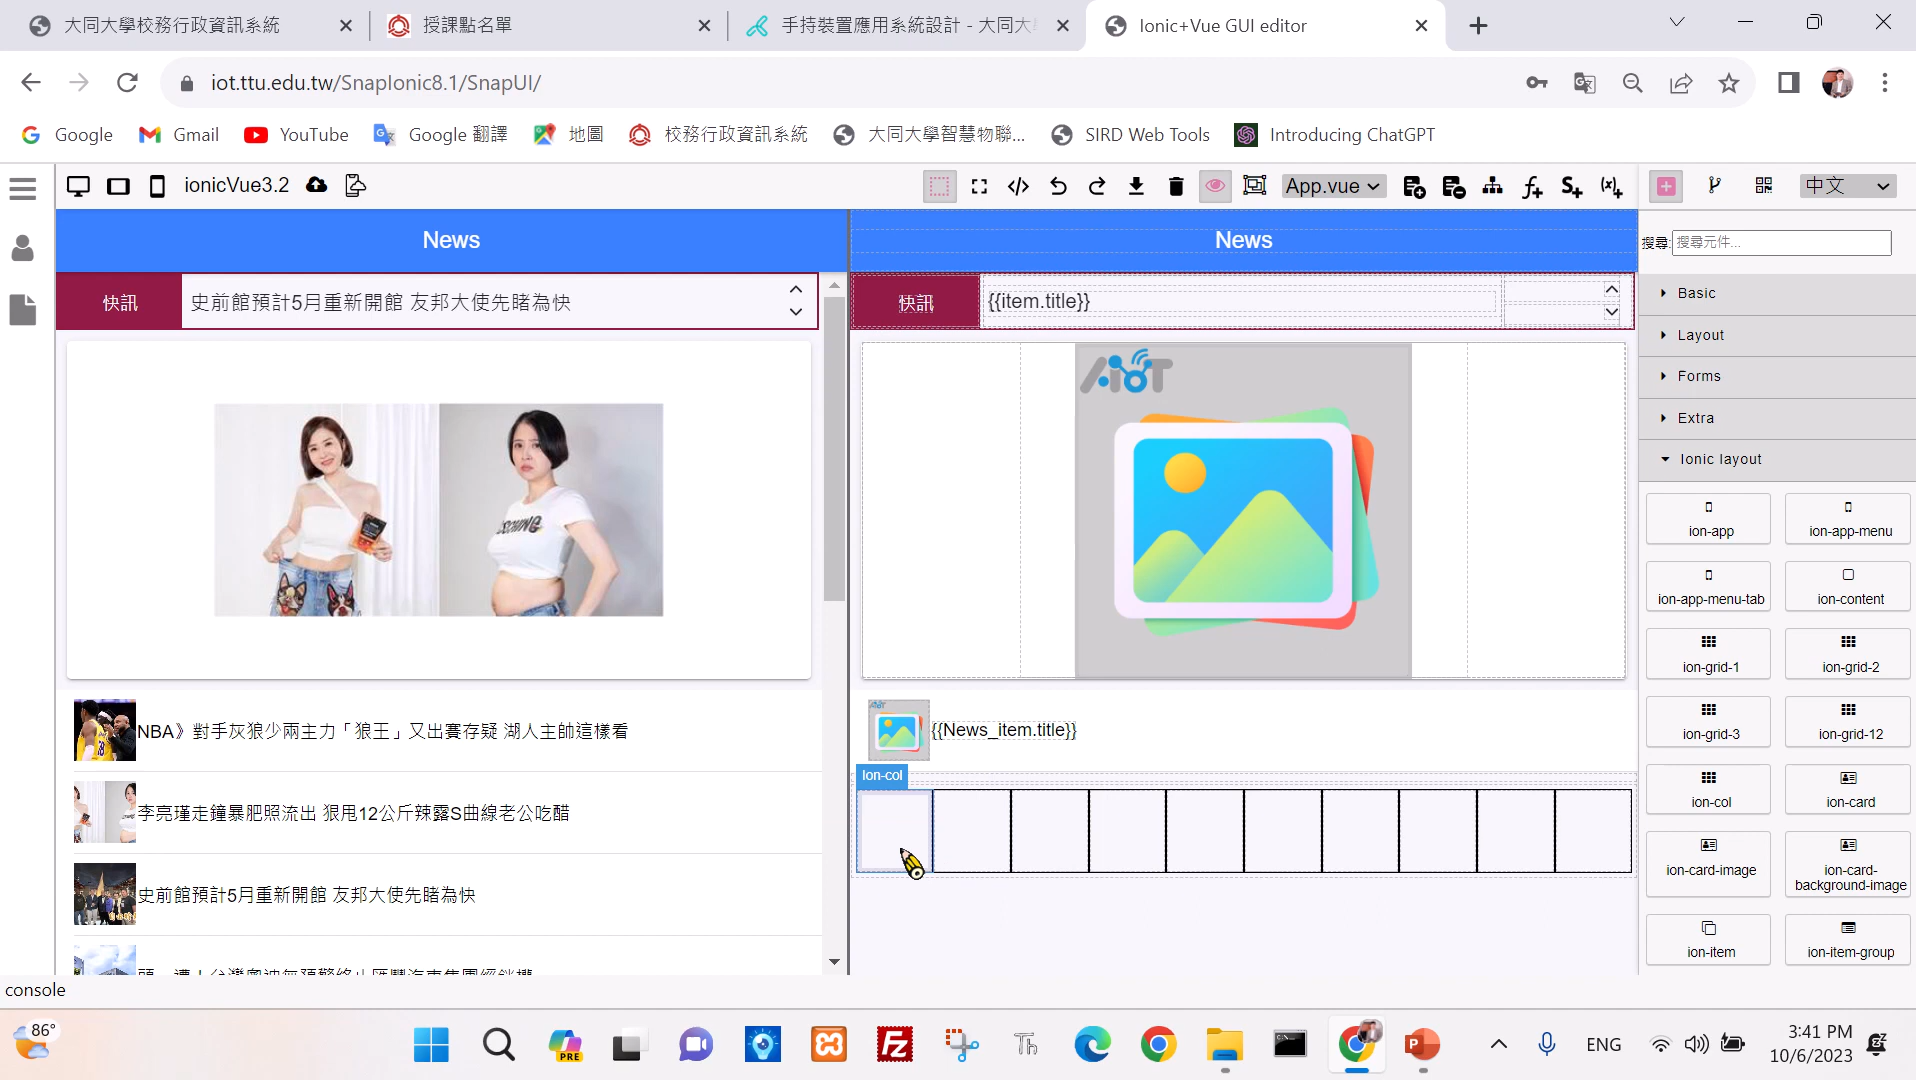 大同大學校務行政資訊系統
授課點名單
手持裝置應用系統設計 - 大同大
Ionic+Vue GUI editor
iot.ttu.edu.tw/SnapIonic8.1/SnapUI/
Google
Gmail
YouTube
Google 翻譯
地圖
校務行政資訊系統
大同大學智慧物聯...
SIRD Web Tools
Introducing ChatGPT
ionicVue3.2
App.vue
中文
News
News
搜尋:
搜尋元件...
快訊
史前館預計5月重新開館 友邦大使先睹為快
快訊
{{item.title}}
Basic
Layout
Forms
Extra
Ionic layout
AIoT
ion-app
ion-app-menu
ion-app-menu-tab
ion-content
ion-grid-1
ion-grid-2
ion-grid-3
ion-grid-12
ion-col
ion-card
ion-card-image
ion-card-
background-image
ion-item
ion-item-group
NBA》對手灰狼少兩主力「狼王」又出賽存疑 湖人主帥這樣看
{{News_item.title}}
Ion-col
李亮瑾走鐘暴肥照流出 狠甩12公斤辣露S曲線老公吃醋
史前館預計5月重新開館 友邦大使先睹為快
console
86°
PRE
Th
ENG
3:41 PM
10/6/2023